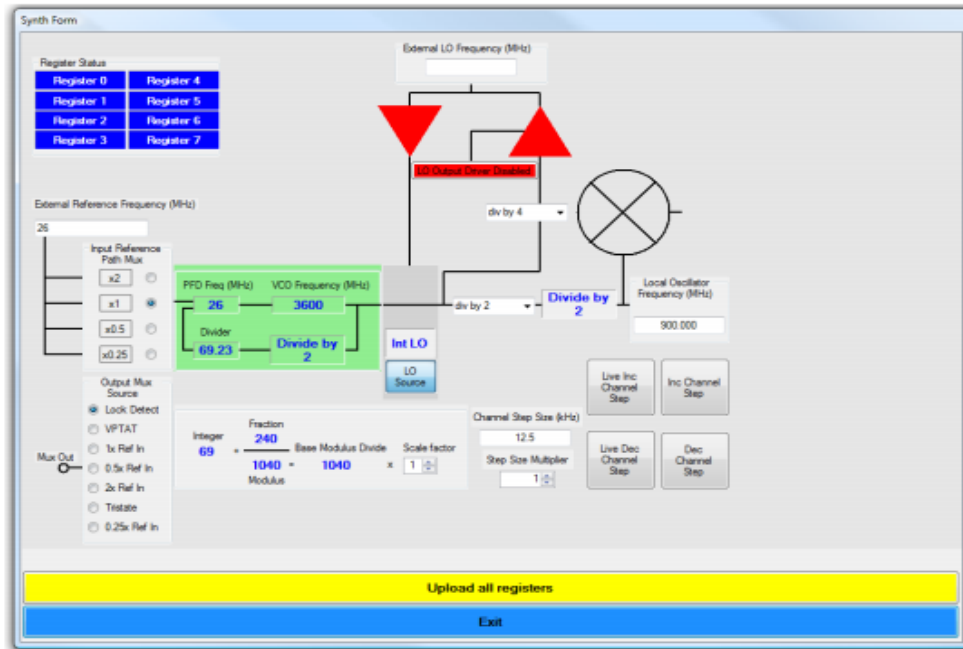 Synth Form
External LO Frequency (MHz)
Register Status
Register 0 Register 4
Register 1 Register 5
Register 2 Register 6
Register 3 Register 7
LO Output Driver Disabled
External Reference Frequency (MHz)
26
div by 4
Input Reference
Path Mux
x2
x1
x0.5
x0.25
PFD Freq (MHz) VCO Frequency (MHz)
26 3600
Divider
69.23 Divide by
2
Int LO
LO
Source
div by 2
Divide by
2
Local Oscillator
Frequency (MHz)
900.000
Output Mux
Source
Lock Detect
VPTAT
1x Ref In
0.5x Ref In
2x Ref In
Tristate
0.25x Ref In
Mux Out
Integer
69
Fraction
=
240
1040
Modulus
= Base Modulus Divide
1040
x
Scale factor
1
Channel Step Size (kHz)
12.5
Step Size Multiplier
1
Live Inc
Channel
Step
Inc Channel
Step
Live Dec
Channel
Step
Dec
Channel
Step
Upload all registers
Exit